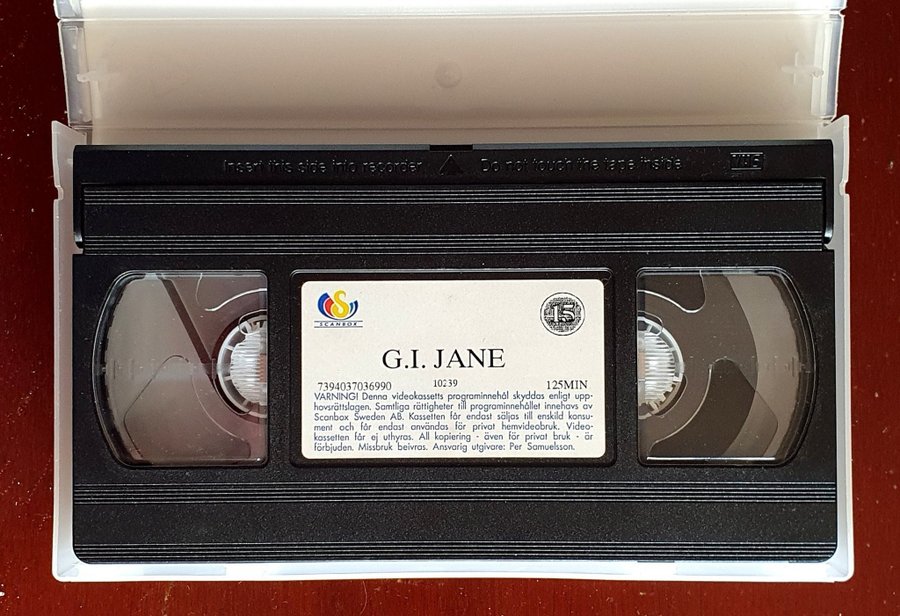 Insert this side into recorder Do not touch the tape inside VHS
SCANBOX
15
G.I. JANE
7394037036990 10239 125MIN
VARNING! Denna videokassetts programinnehål skyddas enligt upp-
hovsrättslagen. Samtliga rättigheter till programinnehållet innehavs av
Scanbox Sweden AB. Kassetten får endast säljas till enskild konsu-
ment och får endast användas för privat hemvideobruk. Video-
kassetten får ej uthyras. All kopiering - även för privat bruk - är
förbjuden. Missbruk beivras. Ansvarig utgivare: Per Samuelsson.